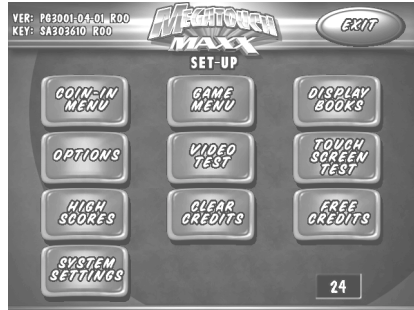 VER: PG3001-04-01 R00
KEY: SA303610 R00
MEGATOUCH
MAXX
EXIT
SET-UP
COIN-IN
MENU
GAME
MENU
DISPLAY
BOOKS
OPTIONS
VIDEO
TEST
TOUCH
SCREEN
TEST
HIGH
SCORES
CLEAR
CREDITS
FREE
CREDITS
SYSTEM
SETTINGS
24